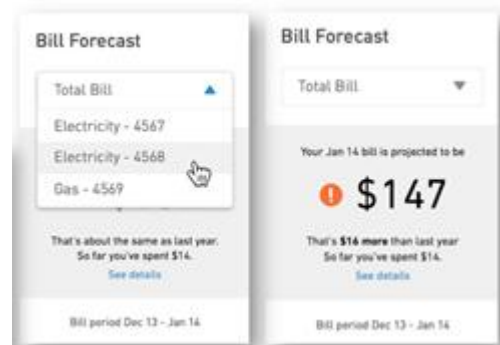 Bill Forecast
Total Bill
Electricity - 4567
Electricity - 4568
Gas - 4569
That's about the same as last year.
So far you've spent $14.
See details
Bill period Dec 13 - Jan 14
Bill Forecast
Total Bill
Your Jan 14 bill is projected to be
$147
That's $16 more than last year
So far you've spent $14.
See details
Bill period Dec 13 - Jan 14